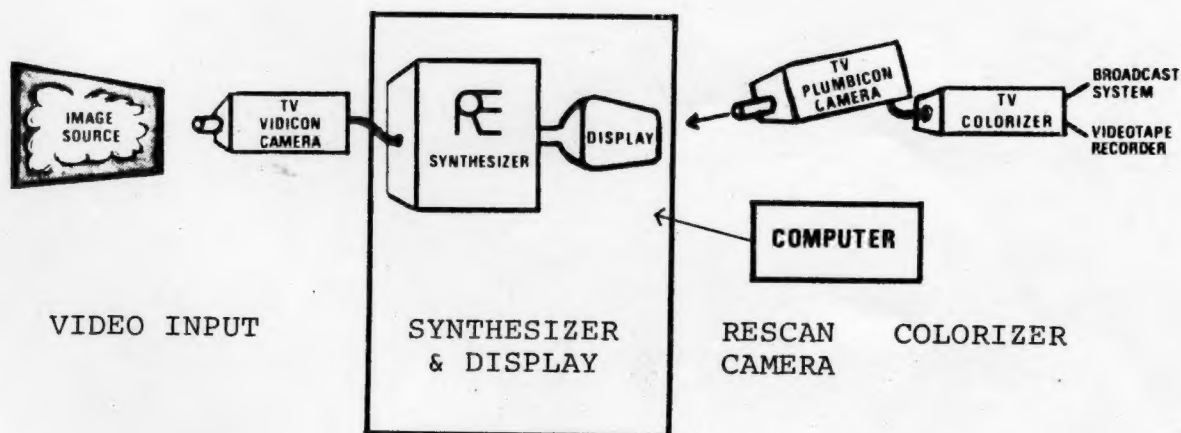 IMAGE
SOURCE
TV
VIDICON
CAMERA
RE
SYNTHESIZER
DISPLAY
TV
PLUMBICON
CAMERA
TV
COLORIZER
BROADCAST
SYSTEM
VIDEOTAPE
RECORDER
COMPUTER
VIDEO INPUT
SYNTHESIZER
& DISPLAY
RESCAN
CAMERA
COLORIZER